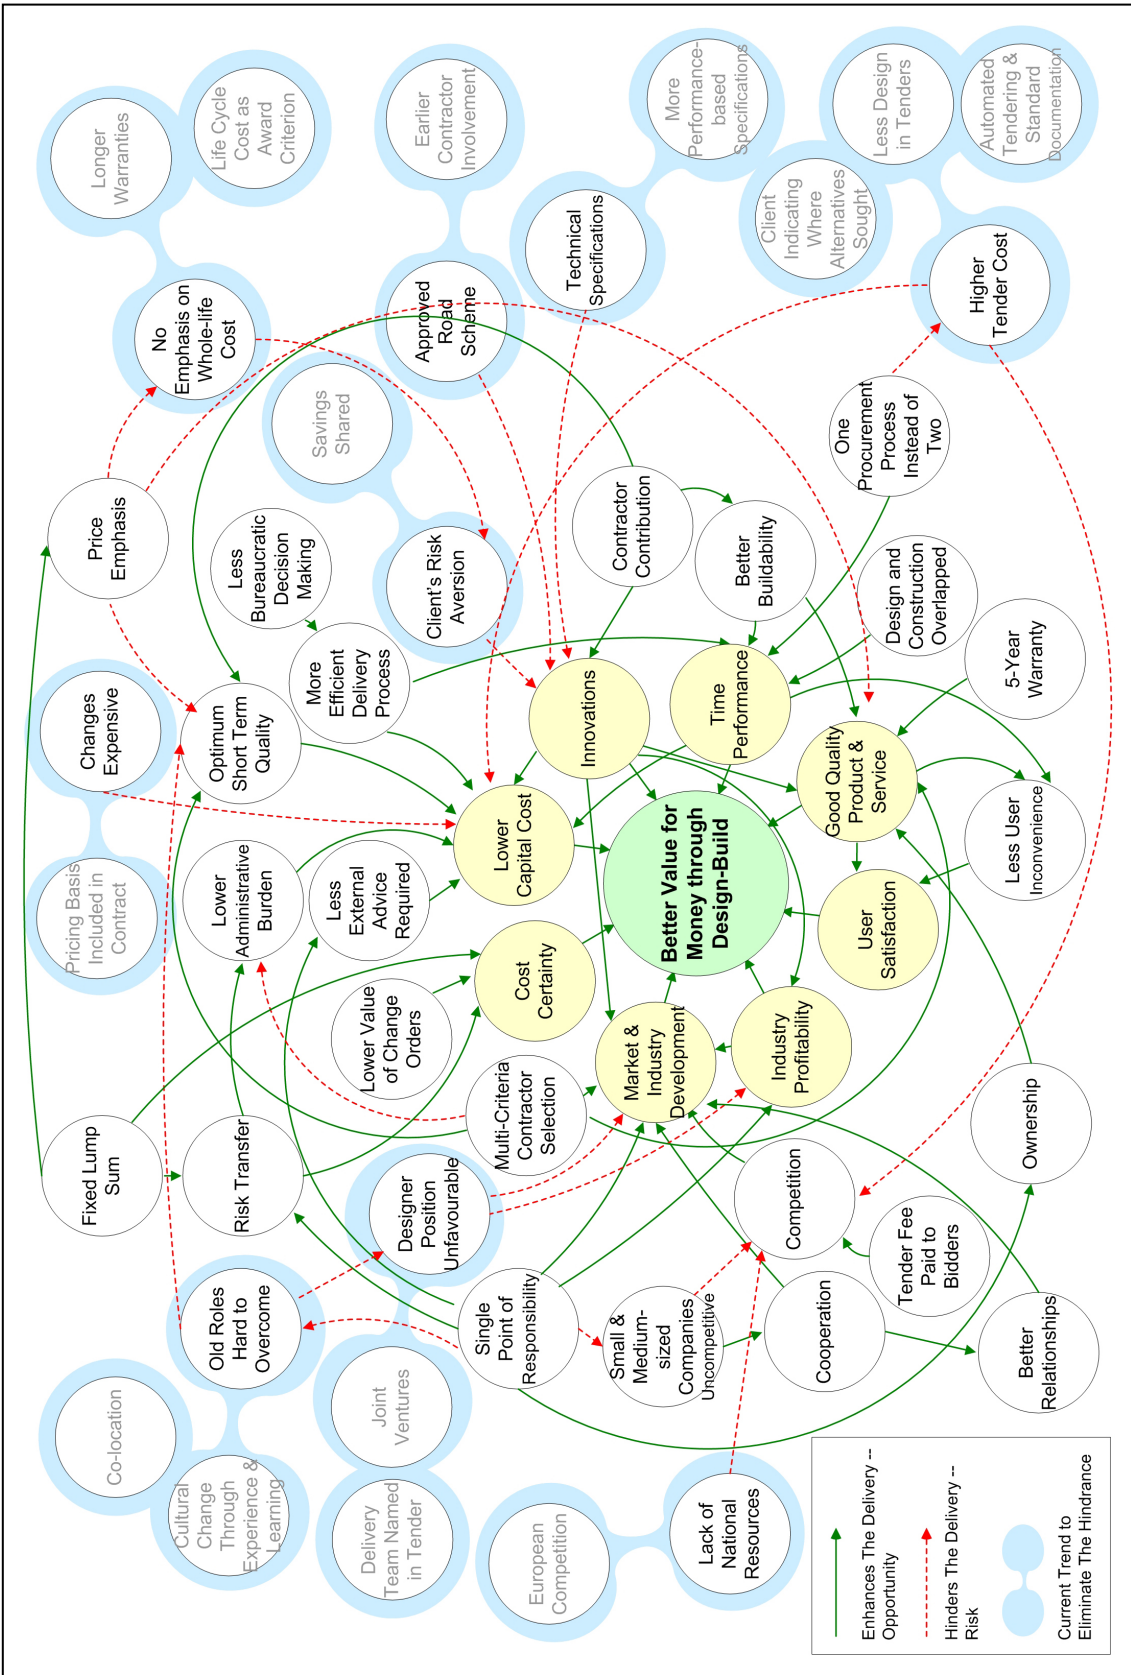 Co-location
Cultural
Change
Through
Experience &
Learning
Delivery
Team Named
in Tender
Joint
Ventures
European
Competition
Lack of
National
Resources
Old Roles
Hard to
Overcome
Designer
Position
Unfavourable
Single
Point of
Responsibility
Small &
Medium-
sized
Companies
Uncompetitive
Cooperation
Better
Relationships
Tender Fee
Paid to
Bidders
Competition
Ownership
Fixed Lump
Sum
Risk Transfer
Multi-Criteria
Contractor
Selection
Lower Value
of Change
Orders
Cost
Certainty
Market &
Industry
Development
Industry
Profitability
User
Satisfaction
Less User
Inconvenience
Pricing Basis
Included in
Contract
Changes
Expensive
Lower
Administrative
Burden
Less
External
Advice
Required
Lower
Capital Cost
Better Value for
Money through
Design-Build
Good Quality
Product &
Service
Time
Performance
Innovations
Optimum
Short Term
Quality
More
Efficient
Delivery
Process
Less
Bureaucratic
Decision
Making
Price
Emphasis
Client's Risk
Aversion
Savings
Shared
Contractor
Contribution
Better
Buildability
Design and
Construction
Overlapped
5-Year
Warranty
One
Procurement
Process
Instead of
Two
No
Emphasis on
Whole-life
Cost
Longer
Warranties
Life Cycle
Cost as
Award
Criterion
Approved
Road
Scheme
Earlier
Contractor
Involvement
Technical
Specifications
More
Performance-
based
Specifications
Client
Indicating
Where
Alternatives
Sought
Less Design
in Tenders
Automated
Tendering &
Standard
Documentation
Higher
Tender Cost
Enhances The Delivery --
Opportunity
Hinders The Delivery --
Risk
Current Trend to
Eliminate The Hindrance